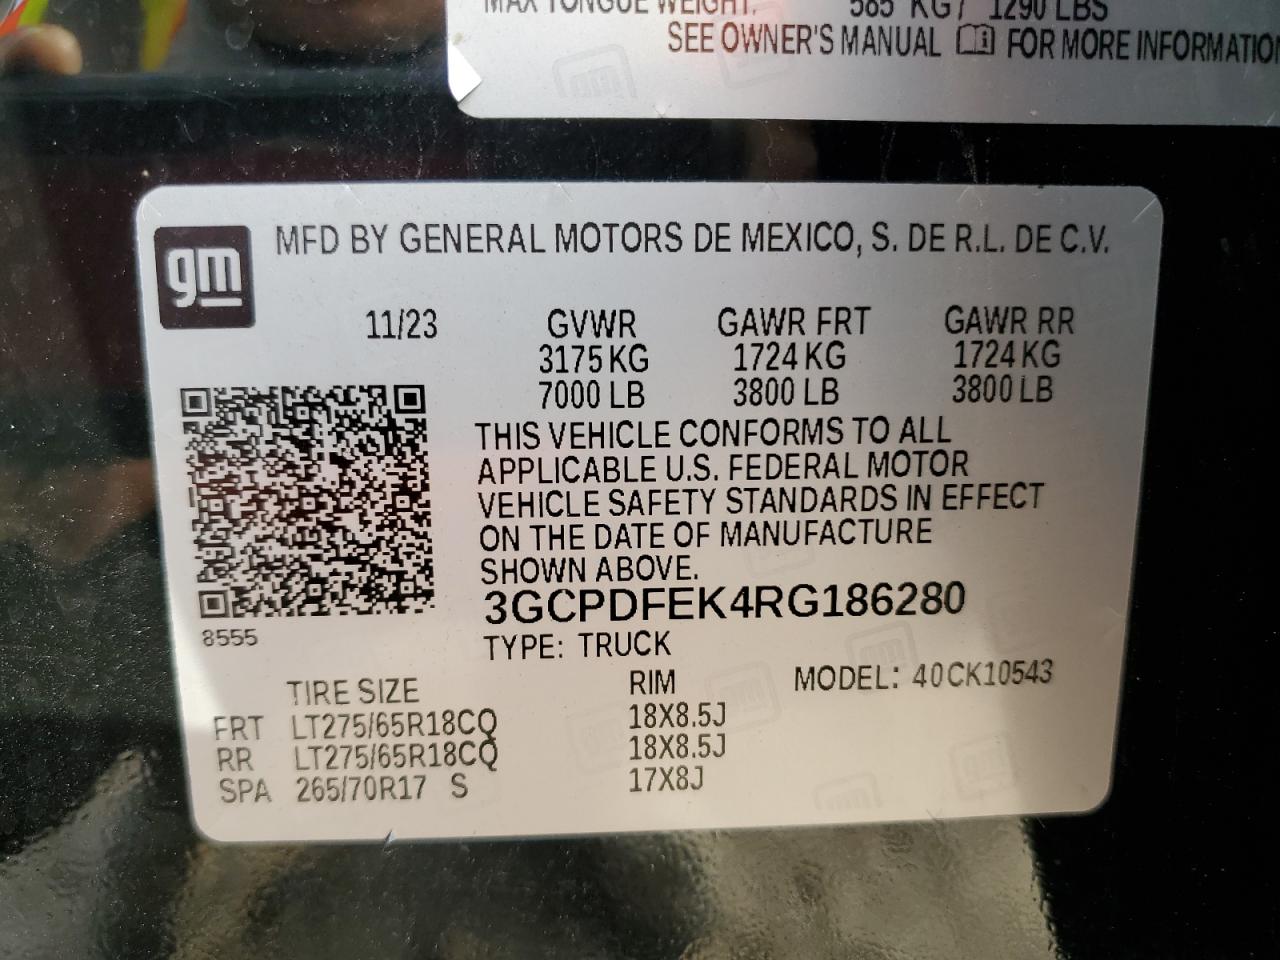 MAX TONGUE WEIGHT: 585 KG / 1290 LBS
SEE OWNER'S MANUAL FOR MORE INFORMATION
gm
MFD BY GENERAL MOTORS DE MEXICO, S. DE R.L. DE C.V.
11/23 GVWR GAWR FRT GAWR RR
3175 KG 1724 KG 1724 KG
7000 LB 3800 LB 3800 LB
THIS VEHICLE CONFORMS TO ALL
APPLICABLE U.S. FEDERAL MOTOR
VEHICLE SAFETY STANDARDS IN EFFECT
ON THE DATE OF MANUFACTURE
SHOWN ABOVE.
3GCPDFEK4RG186280
8555
TYPE: TRUCK
TIRE SIZE RIM MODEL: 40CK10543
FRT LT275/65R18CQ 18X8.5J
RR LT275/65R18CQ 18X8.5J
SPA 265/70R17 S 17X8J